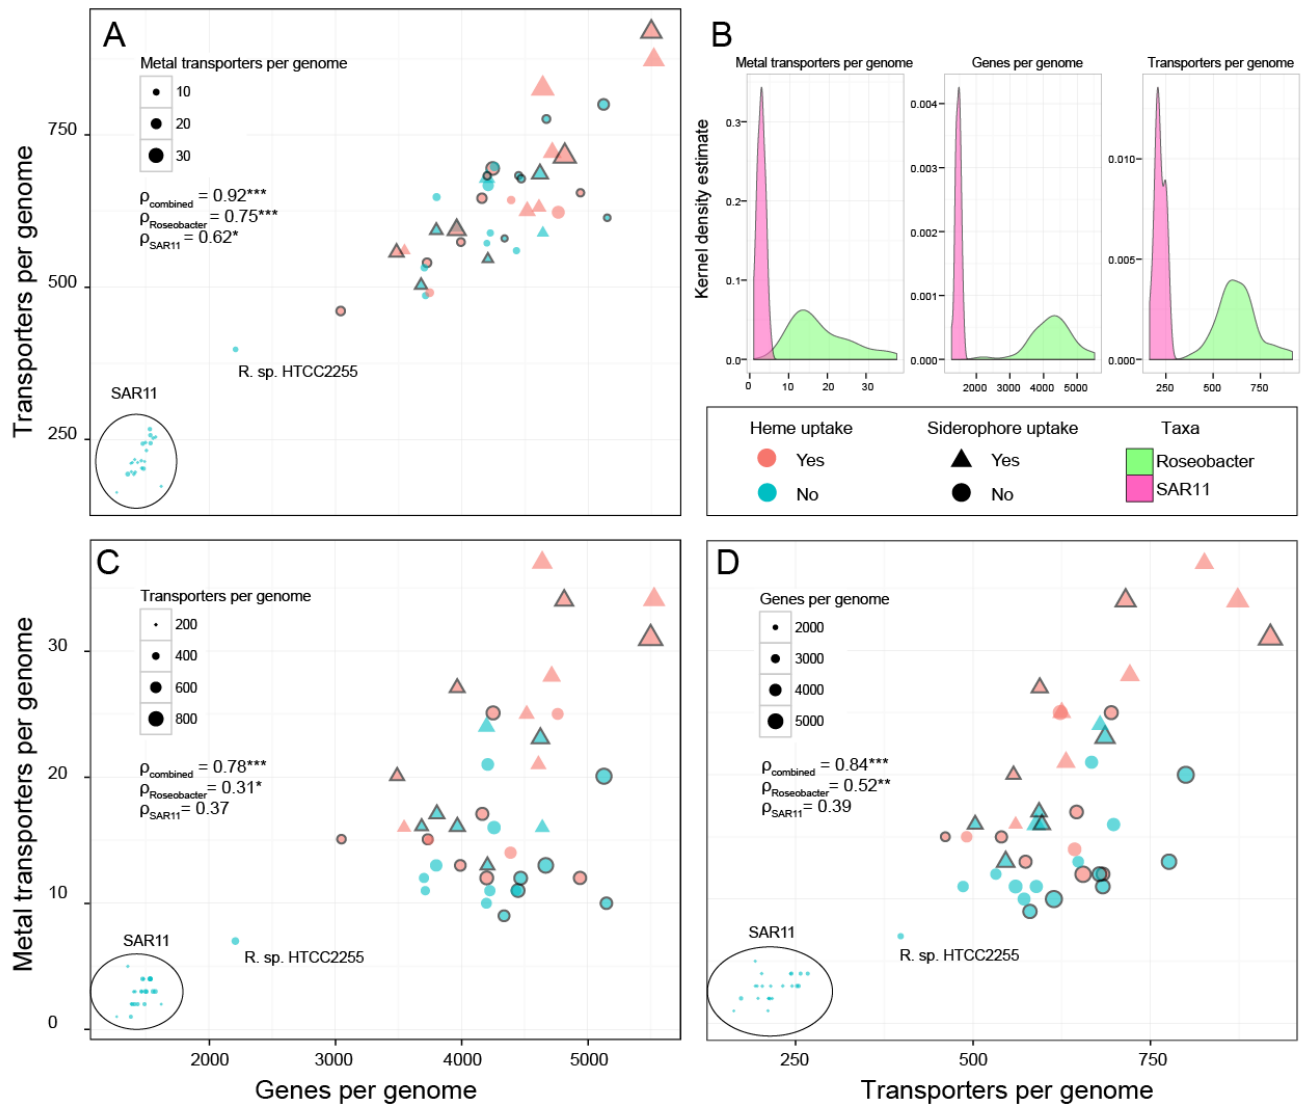 A
Metal transporters per genome
10
20
30
ρcombined = 0.92***
ρRoseobacter = 0.75***
ρSAR11 = 0.62*
750
500
250
Transporters per genome
R. sp. HTCC2255
SAR11
B
Metal transporters per genome
Genes per genome
Transporters per genome
Kernel density estimate
0.3
0.2
0.1
0.0
0 10 20 30
0.004
0.003
0.002
0.001
0.000
2000 3000 4000 5000
0.010
0.005
0.000
250 500 750
Heme uptake
Yes
No
Siderophore uptake
Yes
No
Taxa
Roseobacter
SAR11
C
Transporters per genome
200
400
600
800
ρcombined = 0.78***
ρRoseobacter = 0.31*
ρSAR11 = 0.37
30
20
10
0
Metal transporters per genome
SAR11
R. sp. HTCC2255
2000 3000 4000 5000
Genes per genome
D
Genes per genome
2000
3000
4000
5000
ρcombined = 0.84***
ρRoseobacter = 0.52**
ρSAR11 = 0.39
SAR11
R. sp. HTCC2255
250 500 750
Transporters per genome